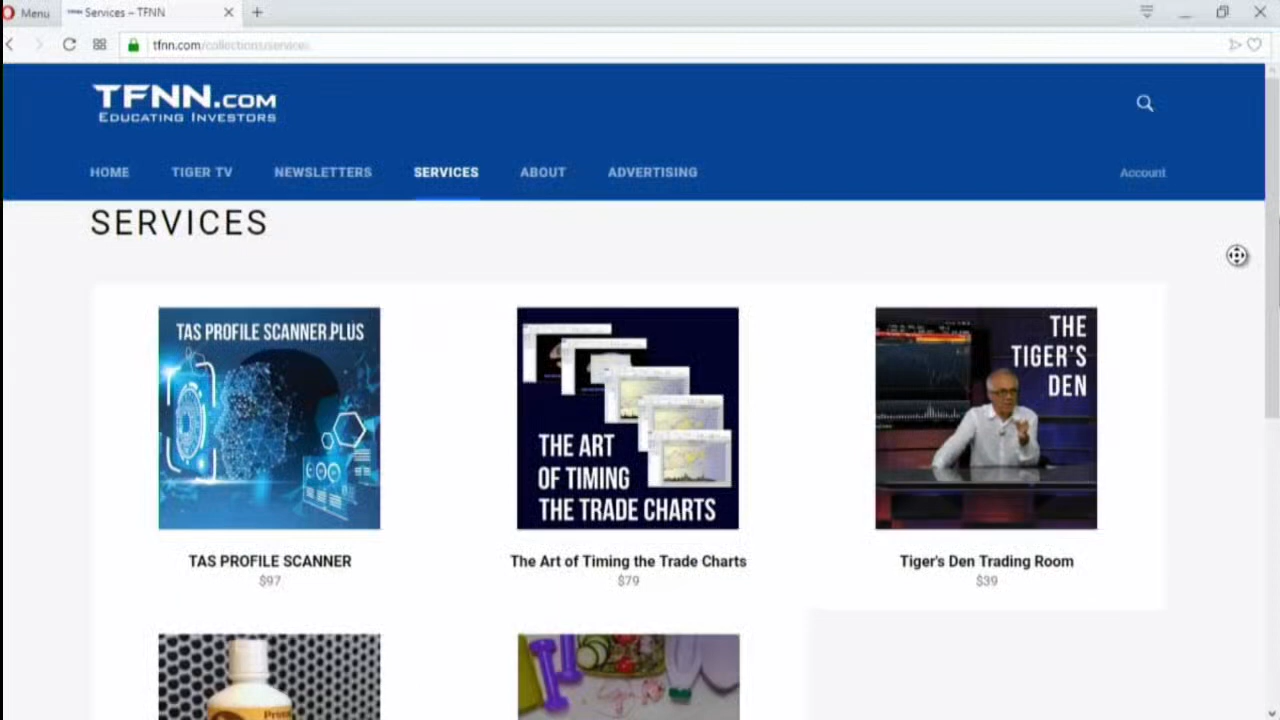 Menu
Services – TFNN
tfnn.com/collections/services
TFNN.COM
EDUCATING INVESTORS
HOME TIGER TV NEWSLETTERS SERVICES ABOUT ADVERTISING Account
SERVICES
TAS PROFILE SCANNER PLUS
THE ART
OF TIMING
THE TRADE CHARTS
THE
TIGER'S
DEN
TAS PROFILE SCANNER
$97
The Art of Timing the Trade Charts
$79
Tiger's Den Trading Room
$39